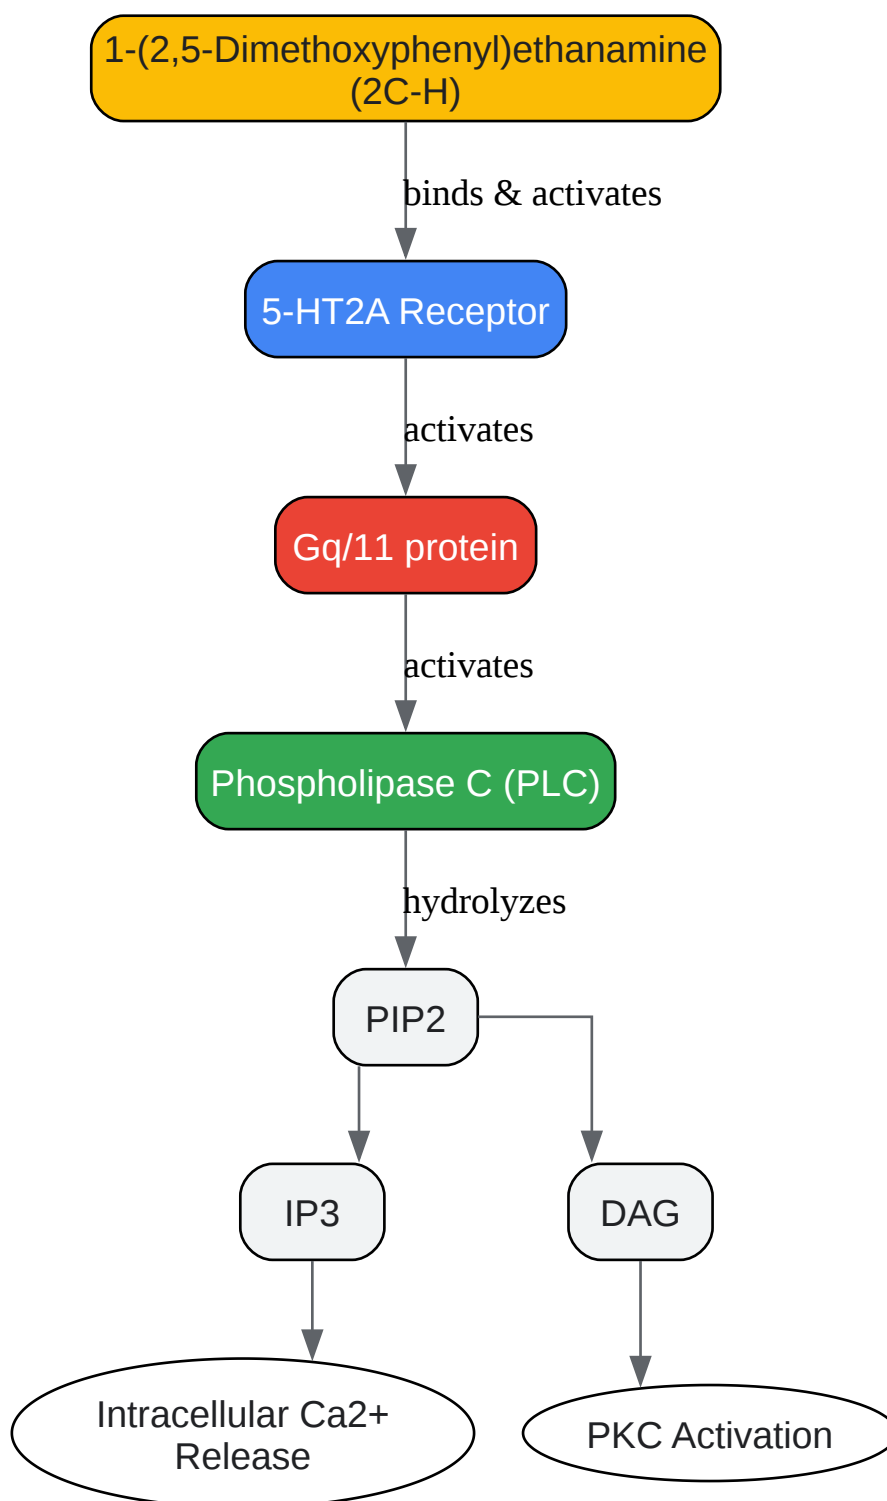 1-(2,5-Dimethoxyphenyl)ethanamine
(2C-H)
binds & activates
5-HT2A Receptor
activates
Gq/11 protein
activates
Phospholipase C (PLC)
hydrolyzes
PIP2
IP3
DAG
Intracellular Ca2+
Release
PKC Activation